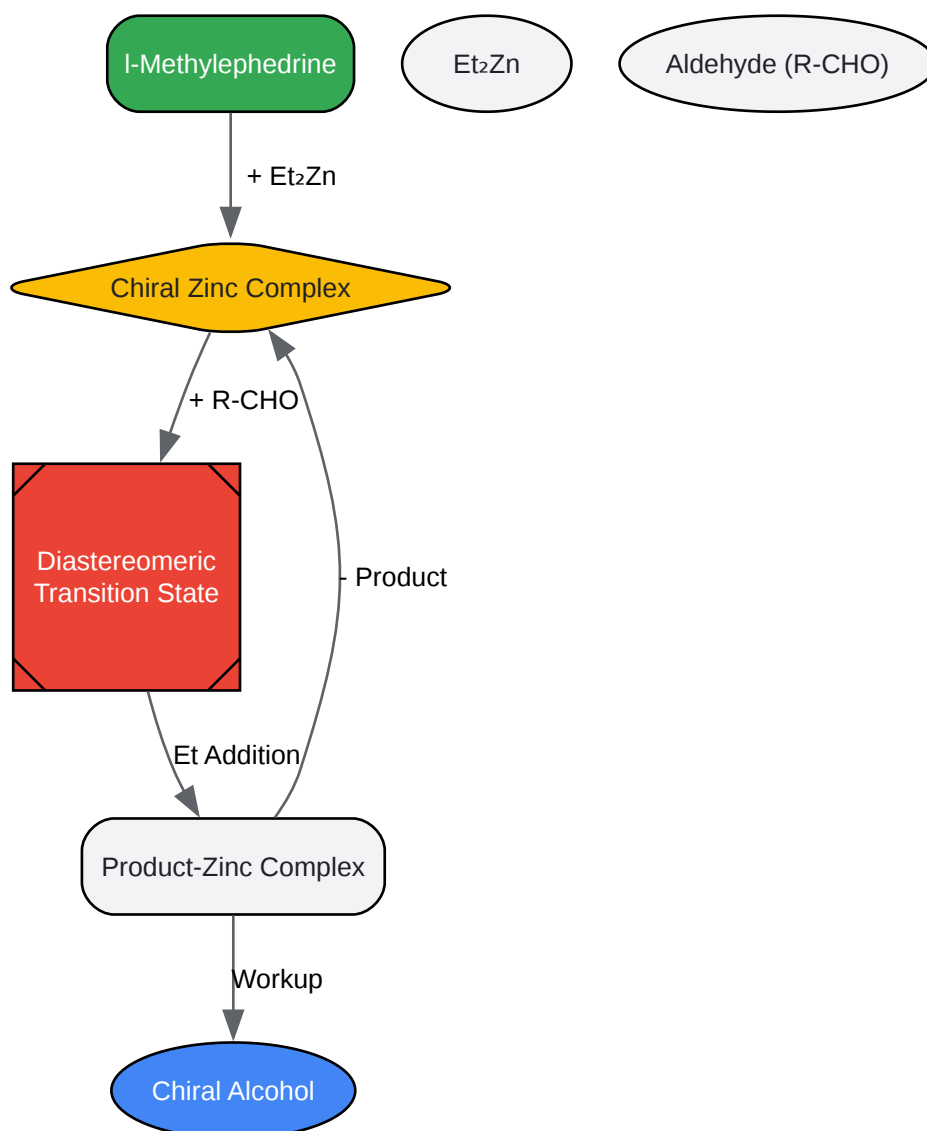 l-Methylephedrine
Et₂Zn
Aldehyde (R-CHO)
+ Et₂Zn
Chiral Zinc Complex
+ R-CHO
Diastereomeric
Transition State
- Product
Et Addition
Product-Zinc Complex
Workup
Chiral Alcohol